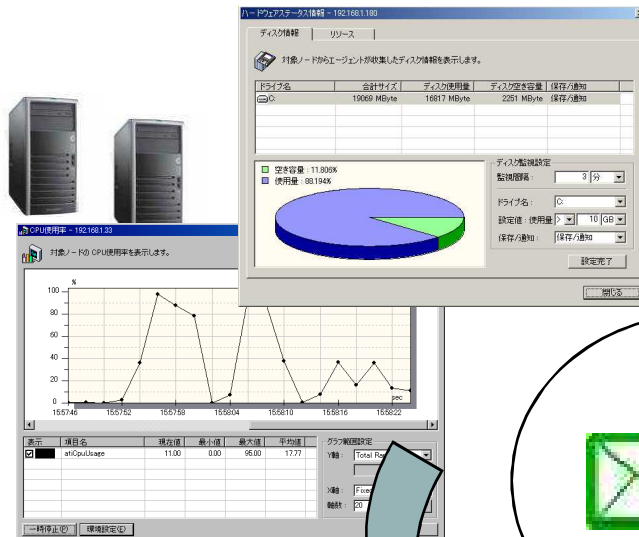 ハードウェアステータス情報 - 192.168.1.180
ディスク情報 リソース
対象ノードからエージェントが収集したディスク情報を表示します。
ドライブ名 合計サイズ ディスク使用量 ディスク空き容量 保存/通知
C: 19069 MByte 16817 MByte 2251 MByte 保存/通知
空き容量 : 11.806%
使用量 : 88.194%
ディスク監視設定
監視間隔 : 3 分
ドライブ名 : C:
設定値 : 使用量 > 10 GB
保存/通知 : 保存/通知
設定完了
閉じる
CPU使用率 - 192.168.1.33
対象ノードの CPU使用率を表示します。
%
100
80
60
40
20
0
sec
15:57:46 15:57:52 15:57:58 15:58:04 15:58:10 15:58:16 15:58:22
表示 項目名 現在値 最小値 最大値 平均値
atiCpuUsage 11.00 0.00 95.00 17.77
グラフ範囲設定
Y軸 : Total Ra
X軸 : Fixed
軸数 : 20
一時停止(P) 環境設定(E)